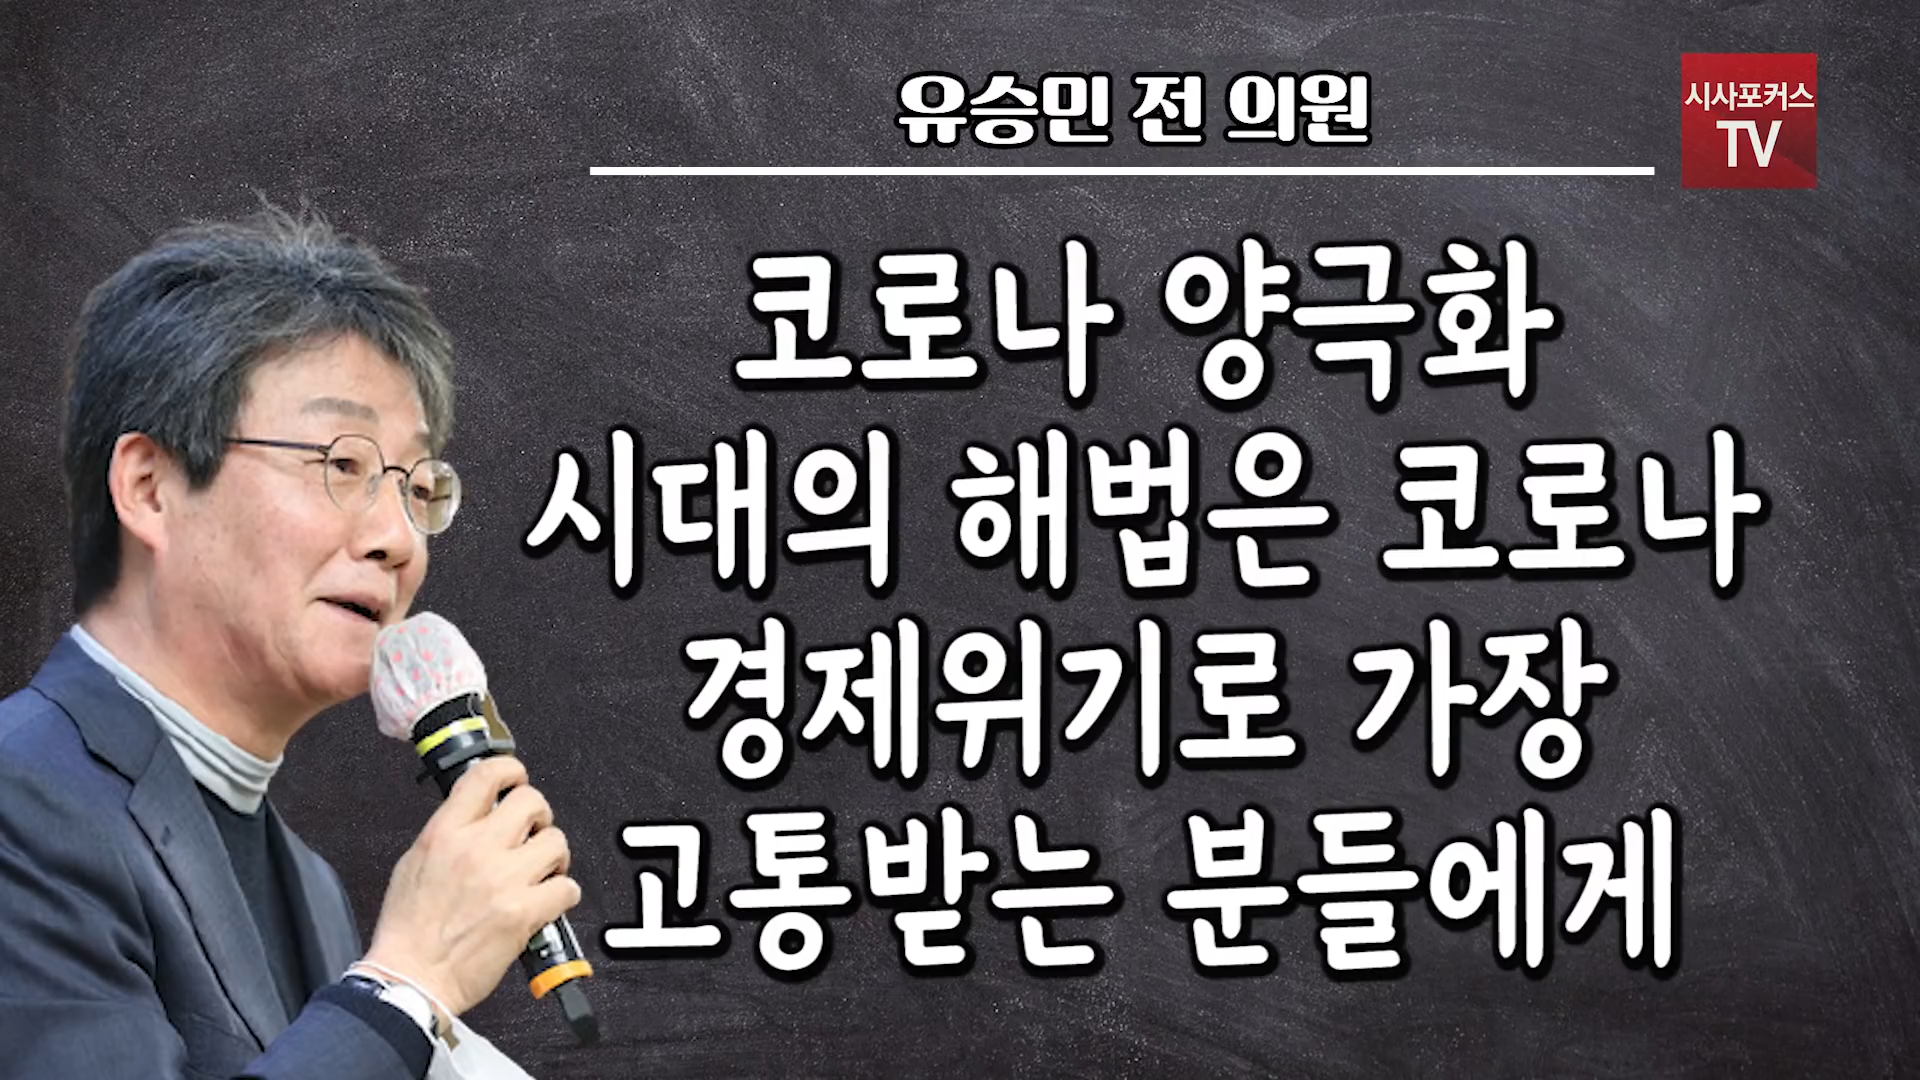 유승민 전 의원
시사포커스
TV
코로나 양극화
시대의 해법은 코로나
경제위기로 가장
고통받는 분들에게